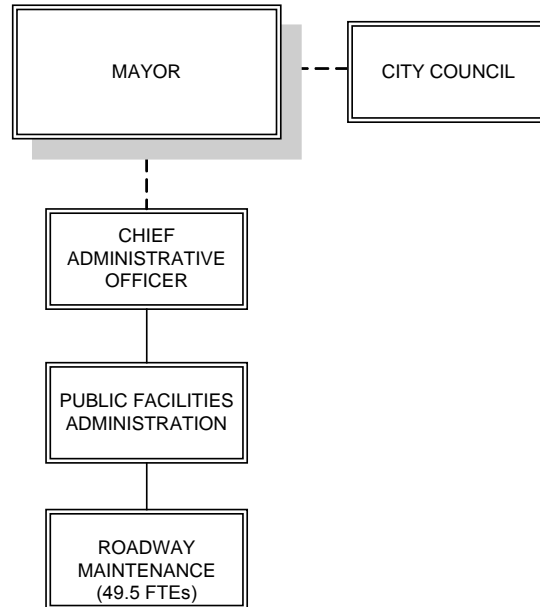 MAYOR
CITY COUNCIL
CHIEF
ADMINISTRATIVE
OFFICER
PUBLIC FACILITIES
ADMINISTRATION
ROADWAY
MAINTENANCE
(49.5 FTEs)